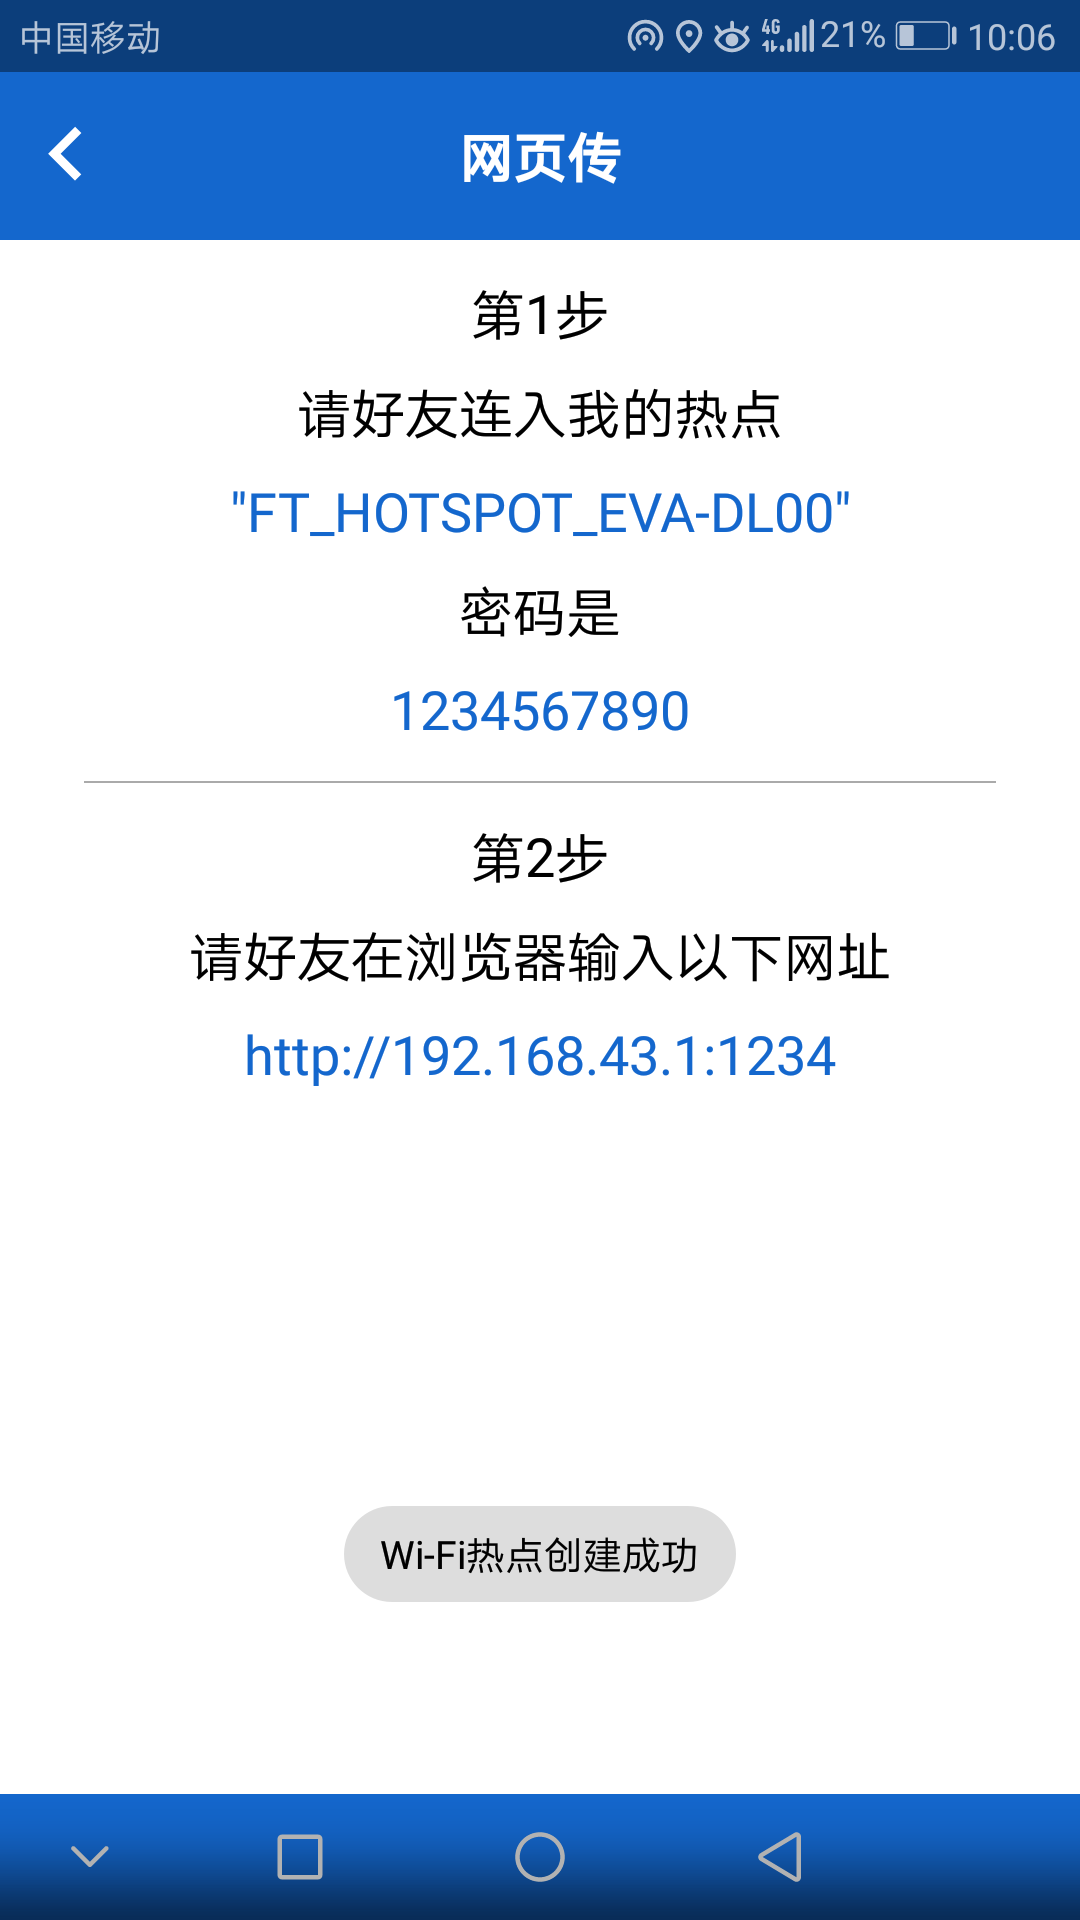 中国移动 4G 21% 10:06
网页传
第1步
请好友连入我的热点
"FT_HOTSPOT_EVA-DL00"
密码是
1234567890
第2步
请好友在浏览器输入以下网址
http://192.168.43.1:1234
Wi-Fi热点创建成功